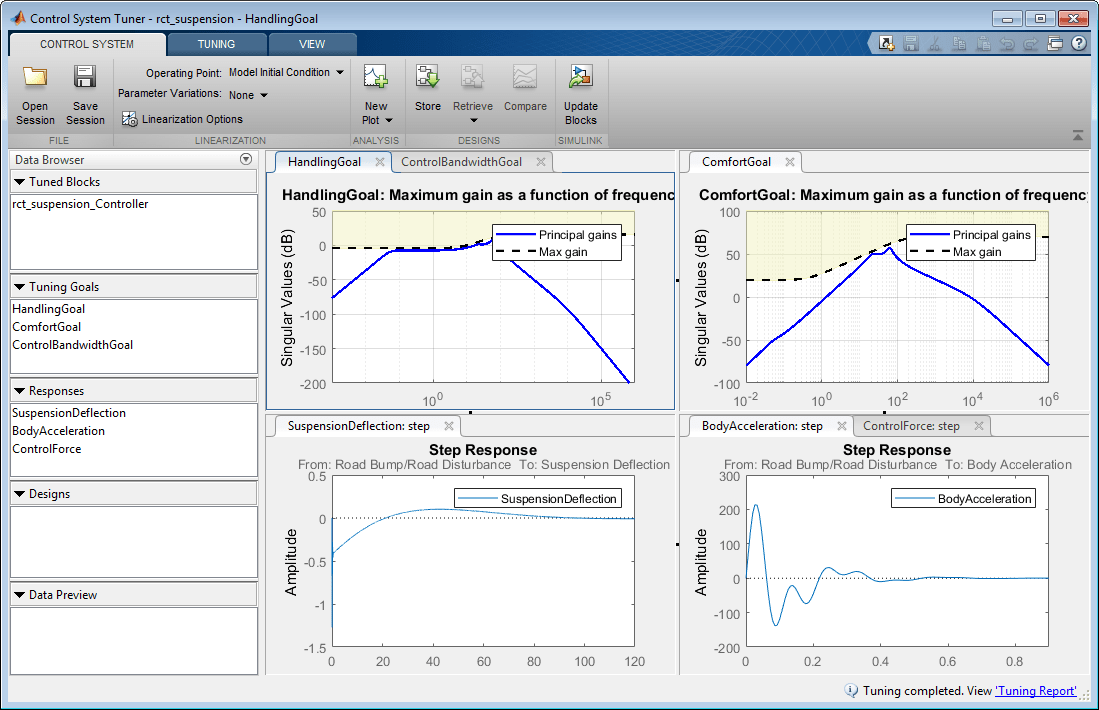 Control System Tuner - rct_suspension - HandlingGoal
CONTROL SYSTEM
TUNING
VIEW
Open Session
Save Session
FILE
Operating Point: Model Initial Condition
Parameter Variations: None
Linearization Options
LINEARIZATION
New Plot
ANALYSIS
Store
Retrieve
Compare
DESIGNS
Update Blocks
SIMULINK
Data Browser
Tuned Blocks
rct_suspension_Controller
Tuning Goals
HandlingGoal
ComfortGoal
ControlBandwidthGoal
Responses
SuspensionDeflection
BodyAcceleration
ControlForce
Designs
Data Preview
HandlingGoal
ControlBandwidthGoal
HandlingGoal: Maximum gain as a function of frequency
Singular Values (dB)
50
0
-50
-100
-150
-200
Principal gains
Max gain
10^0
10^5
ComfortGoal
ComfortGoal: Maximum gain as a function of frequenc
Singular Values (dB)
100
50
0
-50
-100
Principal gains
Max gain
10^-2
10^0
10^2
10^4
10^6
SuspensionDeflection: step
Step Response
From: Road Bump/Road Disturbance To: Suspension Deflection
Amplitude
0.5
0
-0.5
-1
-1.5
SuspensionDeflection
0 20 40 60 80 100 120
BodyAcceleration: step
ControlForce: step
Step Response
From: Road Bump/Road Disturbance To: Body Acceleration
Amplitude
300
200
100
0
-100
-200
BodyAcceleration
0 0.2 0.4 0.6 0.8
Tuning completed. View 'Tuning Report'